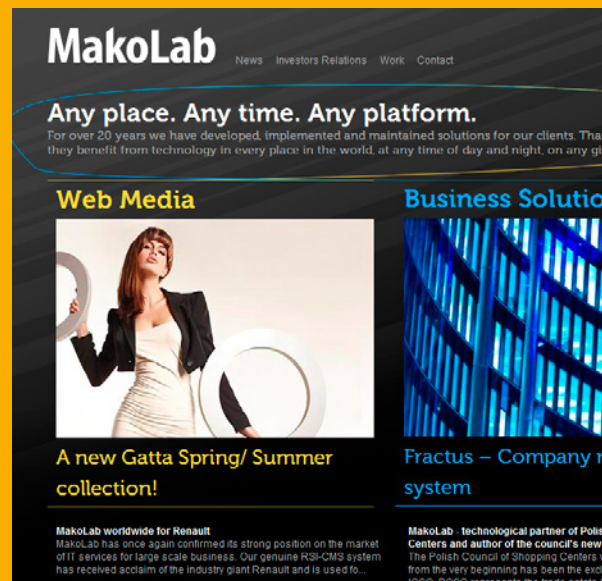 MakoLab
News Investors Relations Work Contact
Any place. Any time. Any platform.
For over 20 years we have developed, implemented and maintained solutions for our clients. Tha
they benefit from technology in every place in the world, at any time of day and night, on any gi
Web Media
Business Solutio
A new Gatta Spring/ Summer
collection!
Fractus – Company
system
MakoLab worldwide for Renault
MakoLab has once again confirmed its strong position on the market
of IT services for large scale business. Our genuine RSI-CMS system
has received acclaim of the industry giant Renault and is used fo...
MakoLab - technological partner of Polis
Centers and author of the council's new
The Polish Council of Shopping Centers
from the very beginning has been the exc